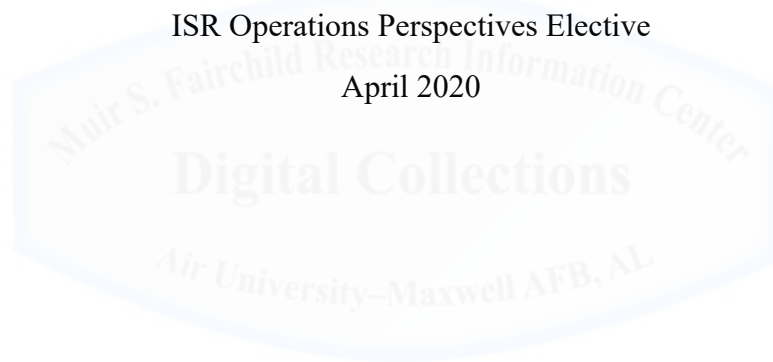 ISR Operations Perspectives Elective
Muir S. Fairchild Research Information Center
April 2020
Digital Collections
Air University–Maxwell AFB, AL